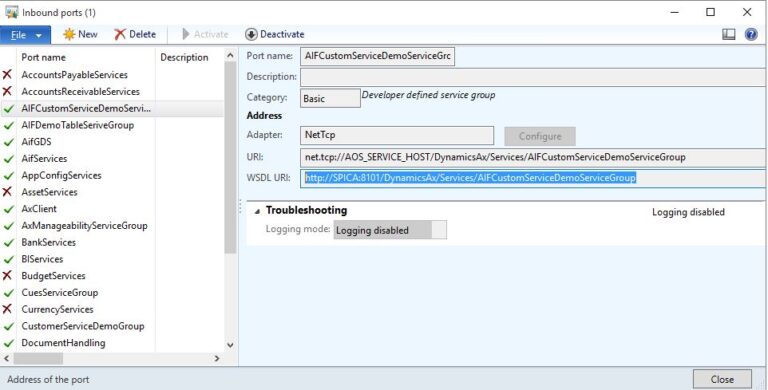 Inbound ports (1)
File New Delete Activate Deactivate
Port name Description
AccountsPayableServices
AccountsReceivableServices
AIFCustomServiceDemoServi...
AIFDemoTableSeriveGroup
AifGDS
AifServices
AppConfigServices
AssetServices
AxClient
AxManageabilityServiceGroup
BankServices
BIServices
BudgetServices
CuesServiceGroup
CurrencyServices
CustomerServiceDemoGroup
DocumentHandling
Port name: AIFCustomServiceDemoServiceGrc
Description:
Category: Basic Developer defined service group
Address
Adapter: NetTcp Configure
URI: net.tcp://AOS_SERVICE_HOST/DynamicsAx/Services/AIFCustomServiceDemoServiceGroup
WSDL URI: http://SPICA:8101/DynamicsAx/Services/AIFCustomServiceDemoServiceGroup
Troubleshooting Logging disabled
Logging mode: Logging disabled
Address of the port Close